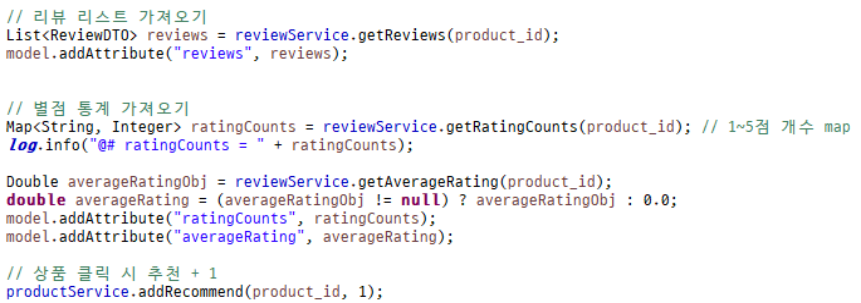 // 리뷰 리스트 가져오기
List<ReviewDTO> reviews = reviewService.getReviews(product_id);
model.addAttribute("reviews", reviews);
// 별점 통계 가져오기
Map<String, Integer> ratingCounts = reviewService.getRatingCounts(product_id); // 1~5점 개수 map
log.info("@# ratingCounts = " + ratingCounts);
Double averageRatingObj = reviewService.getAverageRating(product_id);
double averageRating = (averageRatingObj != null) ? averageRatingObj : 0.0;
model.addAttribute("ratingCounts", ratingCounts);
model.addAttribute("averageRating", averageRating);
// 상품 클릭 시 추천 + 1
productService.addRecommend(product_id, 1);